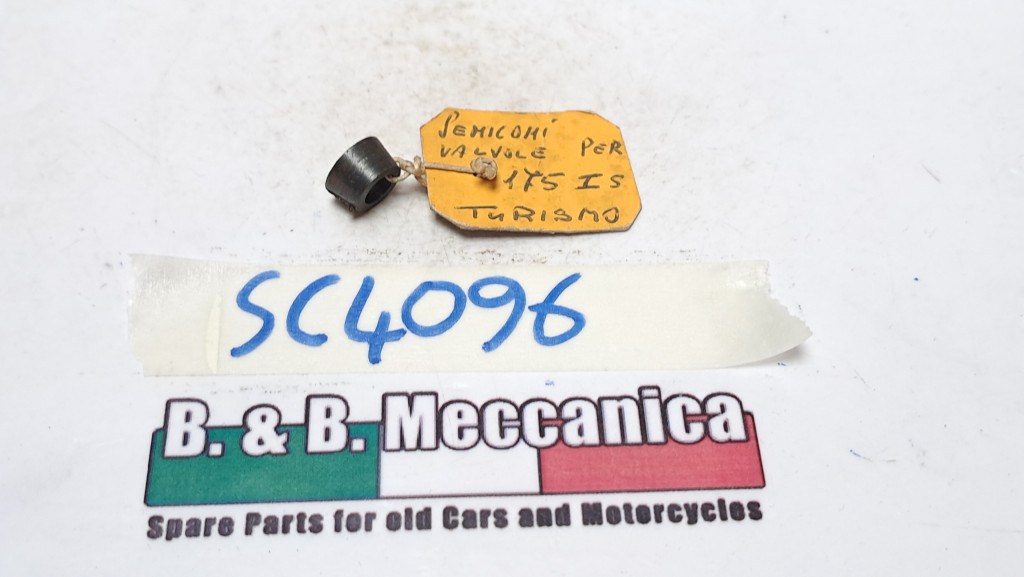 SEMICONI
VALVOLE PER
175 IS
TURISMO
SC4096
B. & B. Meccanica
Spare Parts for old Cars and Motorcycles